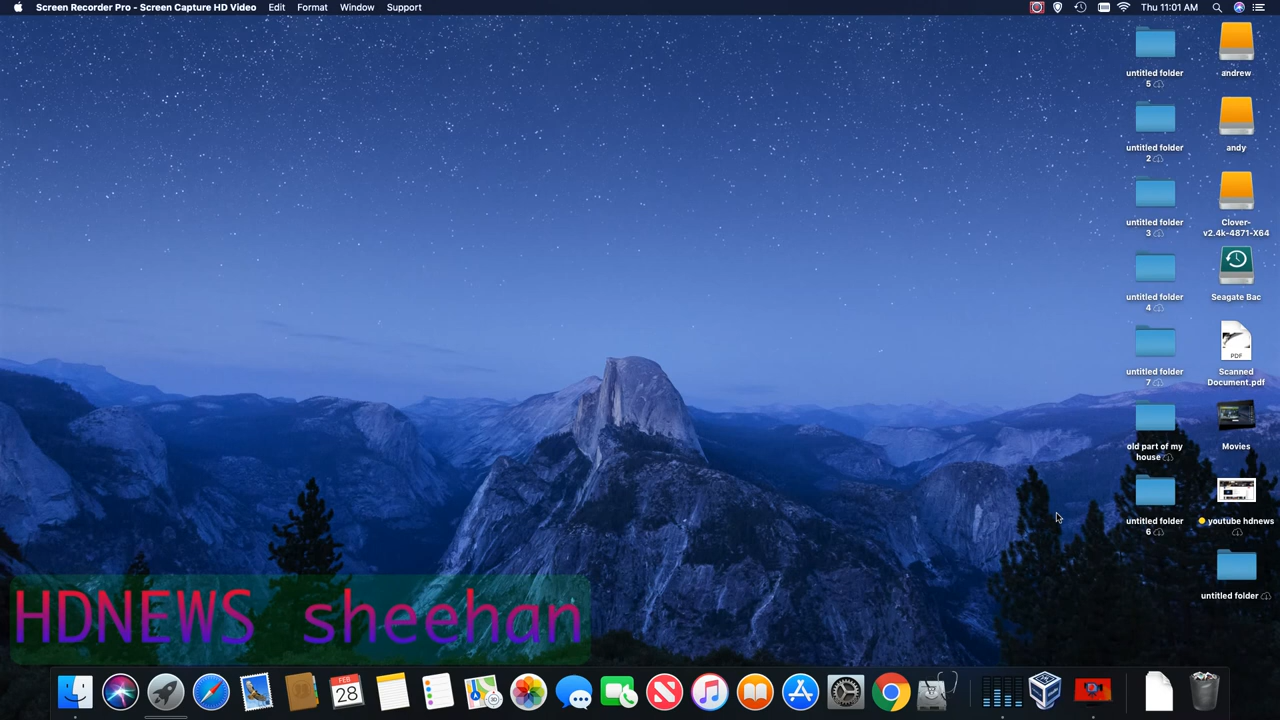 Screen Recorder Pro - Screen Capture HD Video Edit Format Window Support Thu 11:01 AM
untitled folder
5
andrew
untitled folder
2
andy
untitled folder
3
Clover-
v2.4k-4871-X64
untitled folder
4
Seagate Bac
PDF
untitled folder
7
Scanned
Document.pdf
old part of my
house
Movies
untitled folder
6
youtube hdnews
untitled folder
HDNEWS sheehan
FEB
28